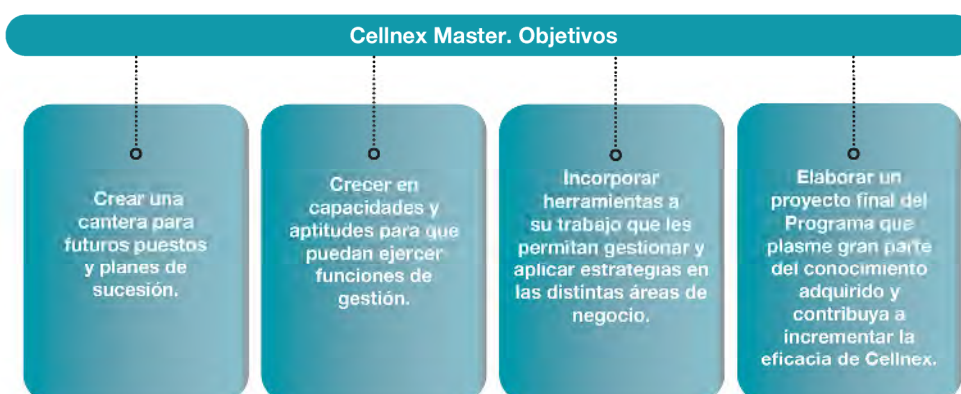 Cellnex Master. Objetivos
Crear una
cantera para
futuros puestos
y planes de
sucesión.
Crecer en
capacidades y
aptitudes para que
puedan ejercer
funciones de
gestión.
Incorporar
herramientas a
su trabajo que les
permitan gestionar y
aplicar estrategias en
las distintas áreas de
negocio.
Elaborar un
proyecto final del
Programa que
plasme gran parte
del conocimiento
adquirido y
contribuya a
incrementar la
eficacia de Cellnex.